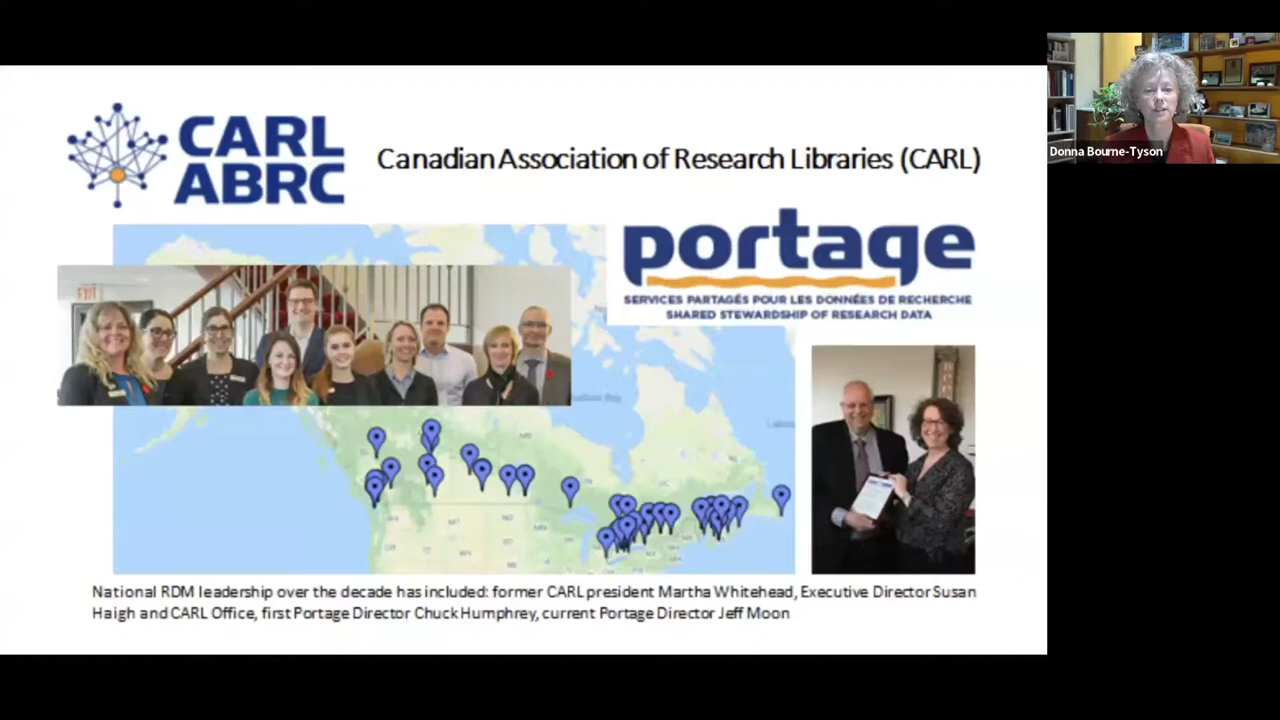 CARL
ABRC
Canadian Association of Research Libraries (CARL)
Donna Bourne-Tyson
portage
SERVICES PARTAGÉS POUR LES DONNÉES DE RECHERCHE
SHARED STEWARDSHIP OF RESEARCH DATA
EXIT
National RDM leadership over the decade has included: former CARL president Martha Whitehead, Executive Director Susan
Haigh and CARL Office, first Portage Director Chuck Humphrey, current Portage Director Jeff Moon